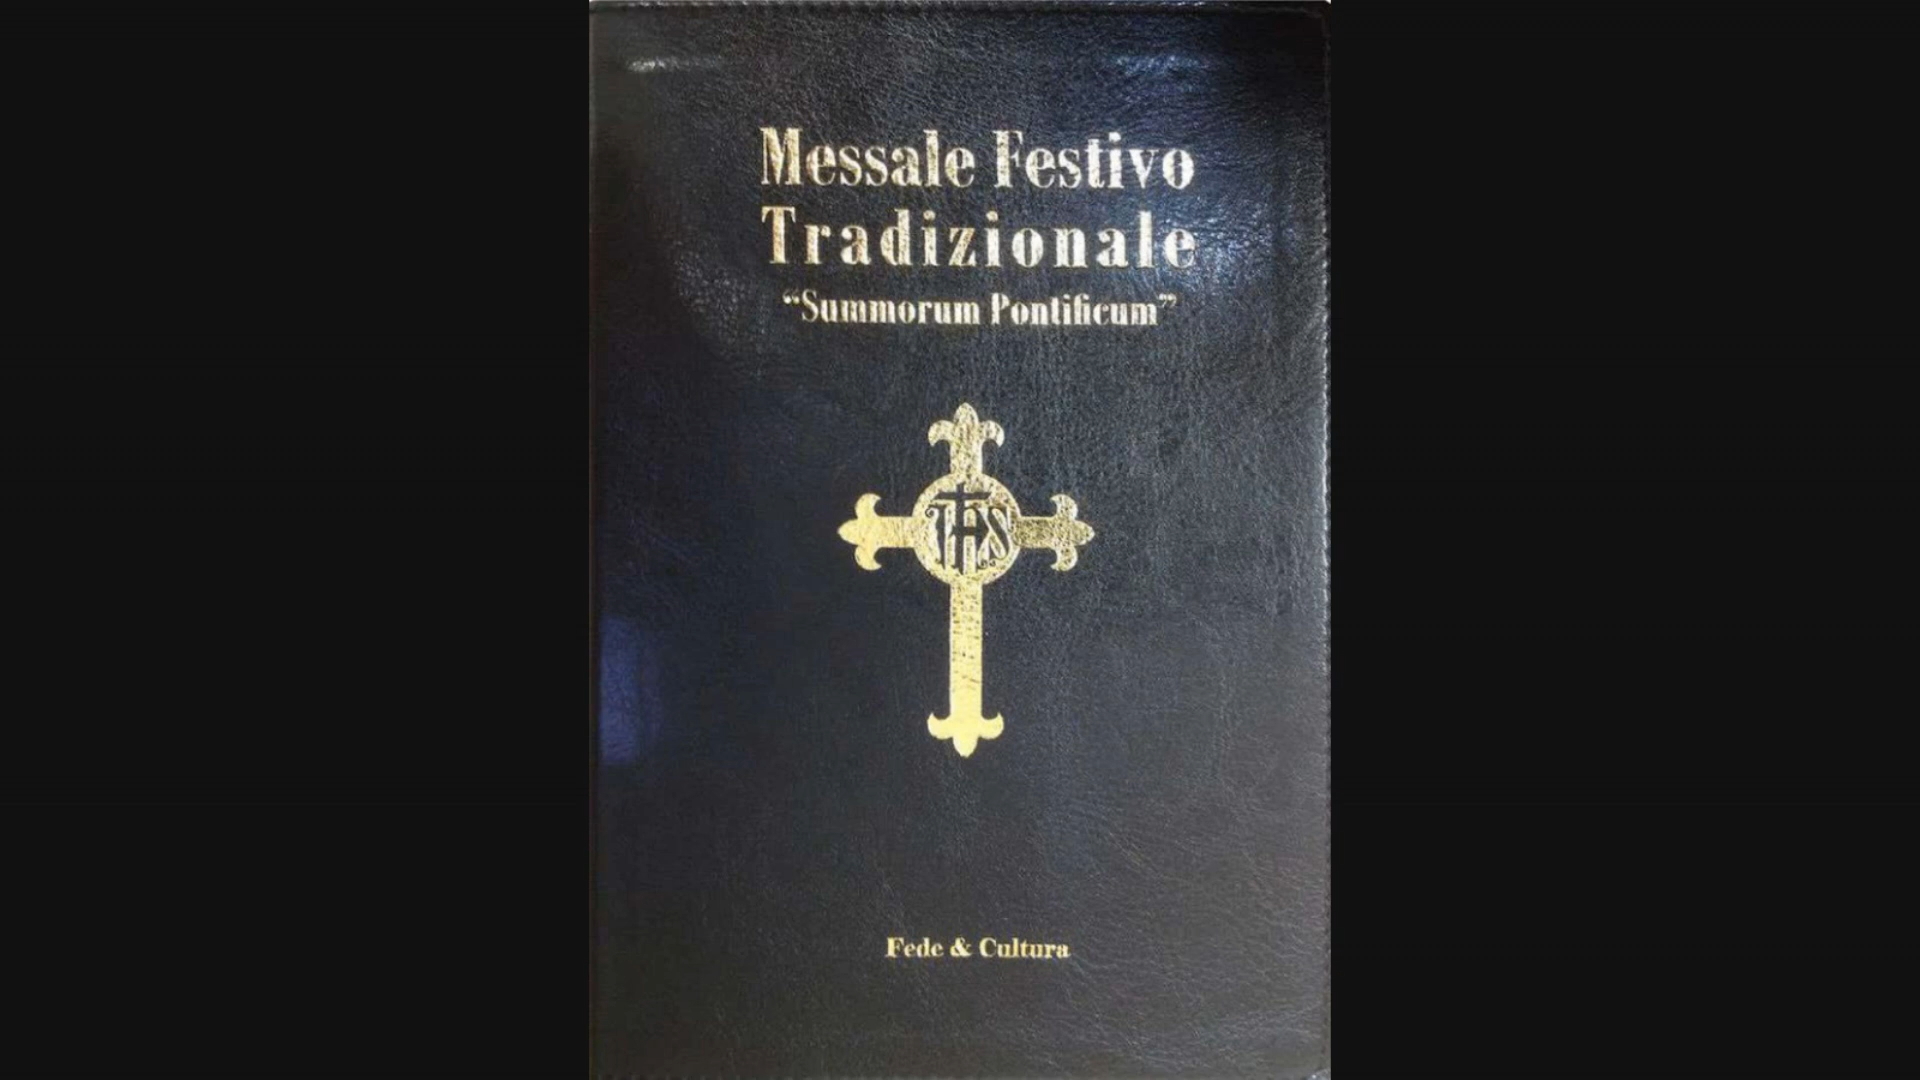 Messale Festivo
Tradizionale
“Summorum Pontificum”
IHS
Fede & Cultura